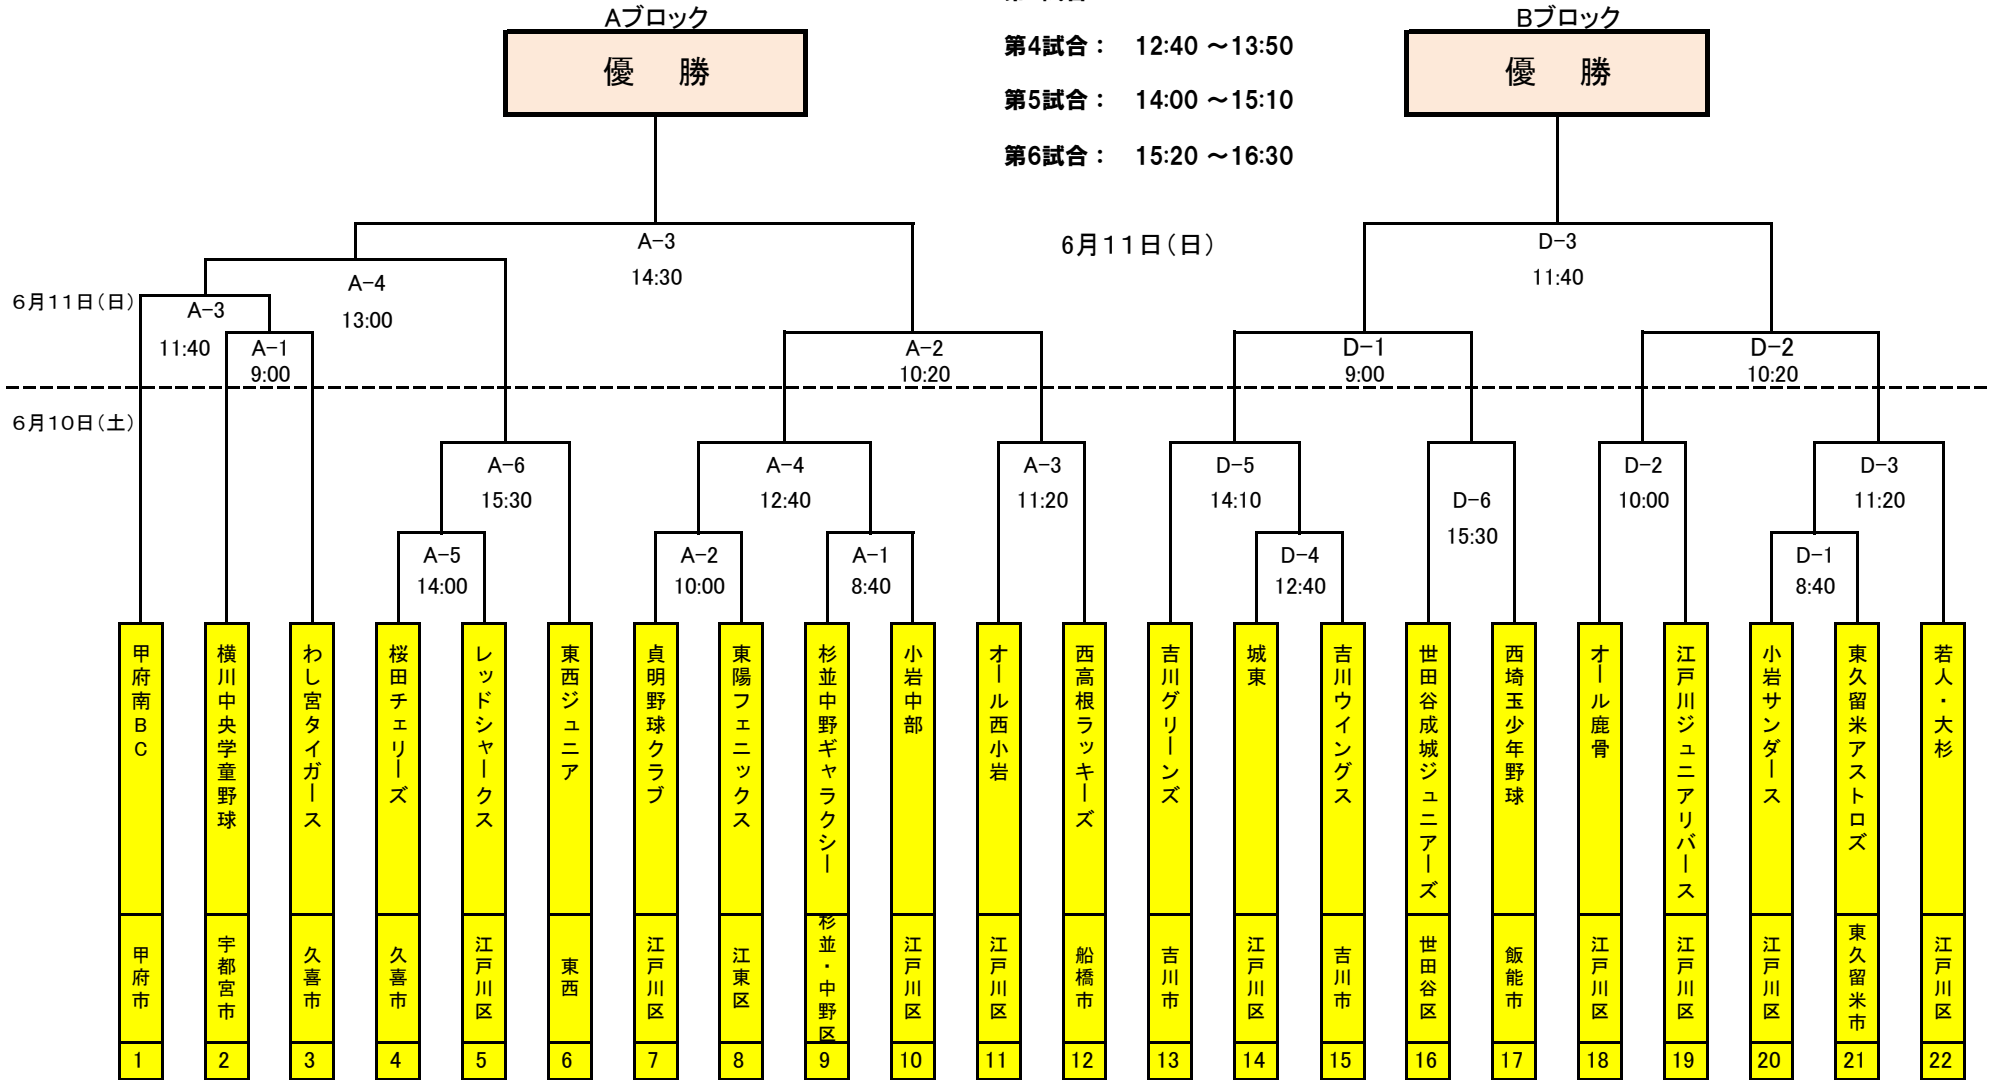 Aブロック
Bブロック
優　勝
優　勝
第4試合： 12:40 ～13:50
第5試合： 14:00 ～15:10
第6試合： 15:20 ～16:30
6月11日(日)
A-3
14:30
D-3
11:40
A-4
13:00
6月11日(日)
A-3
11:40
A-1
9:00
A-2
10:20
D-1
9:00
D-2
10:20
6月10日(土)
A-6
15:30
A-4
12:40
A-3
11:20
D-5
14:10
D-6
15:30
D-2
10:00
D-3
11:20
A-5
14:00
A-2
10:00
A-1
8:40
D-4
12:40
D-1
8:40
甲府南BC
甲府市
1
横川中央学童野球
宇都宮市
2
わし宮タイガース
久喜市
3
桜田チェリーズ
久喜市
4
レッドシャークス
江戸川区
5
東西ジュニア
東西
6
貞明野球クラブ
江戸川区
7
東陽フェニックス
江東区
8
杉並中野ギャラクシー
杉並・中野区
9
小岩中部
江戸川区
10
オール西小岩
江戸川区
11
西高根ラッキーズ
船橋市
12
吉川グリーンズ
吉川市
13
城東
江戸川区
14
吉川ウイングス
吉川市
15
世田谷成城ジュニアーズ
世田谷区
16
西埼玉少年野球
飯能市
17
オール鹿骨
江戸川区
18
江戸川ジュニアリバース
江戸川区
19
小岩サンダース
江戸川区
20
東久留米アストロズ
東久留米市
21
若人・大杉
江戸川区
22